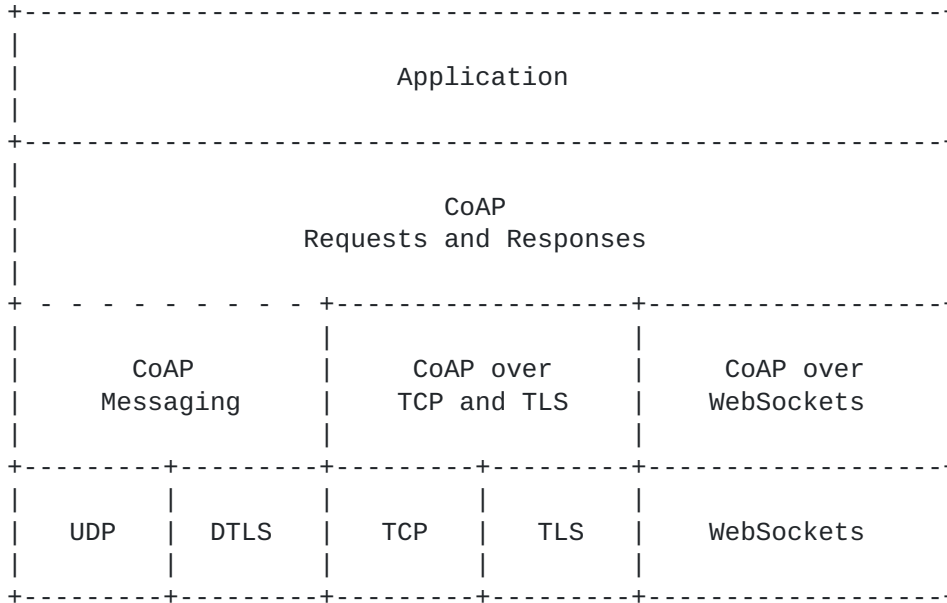 Application
CoAP
Requests and Responses
CoAP CoAP over CoAP over
Messaging TCP and TLS WebSockets
UDP DTLS TCP TLS WebSockets